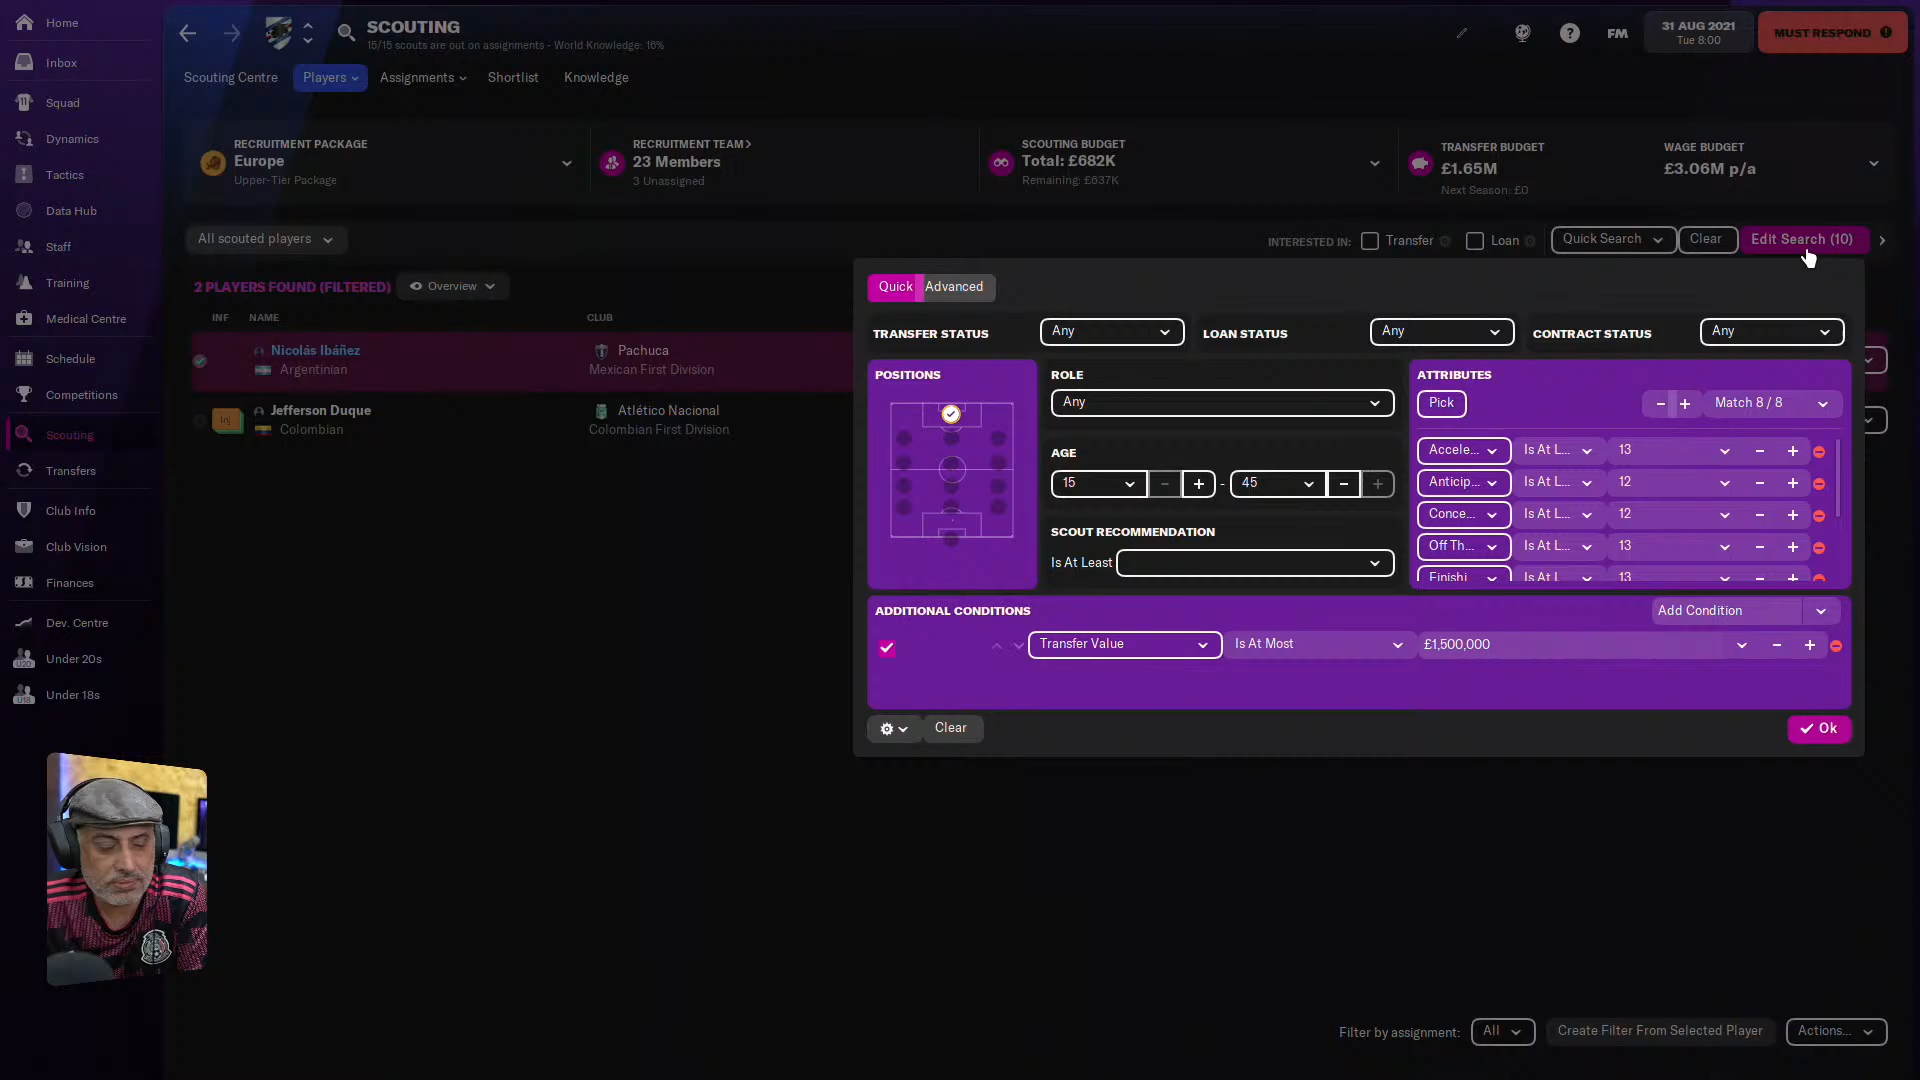 Home
Inbox
Squad
Dynamics
Tactics
Data Hub
Staff
Training
Medical Centre
Schedule
Competitions
Scouting
Transfers
Club Info
Club Vision
Finances
Dev. Centre
Under 20s
Under 18s
SCOUTING
15/15 scouts are out on assignments - World Knowledge: 16%
FM
31 AUG 2021
Tue 8:00
MUST RESPOND
Scouting Centre
Players
Assignments
Shortlist
Knowledge
RECRUITMENT PACKAGE
Europe
Upper-Tier Package
RECRUITMENT TEAM>
23 Members
3 Unassigned
SCOUTING BUDGET
Total: £682K
Remaining: £637K
TRANSFER BUDGET
£1.65M
Next Season: £0
WAGE BUDGET
£3.06M p/a
All scouted players
INTERESTED IN:
Transfer
Loan
Quick Search
Clear
Edit Search (10)
2 PLAYERS FOUND (FILTERED)
Overview
INF
NAME
CLUB
Nicolás Ibáñez
Argentinian
Pachuca
Mexican First Division
Inj
Jefferson Duque
Colombian
Atlético Nacional
Colombian First Division
Quick
Advanced
TRANSFER STATUS
Any
LOAN STATUS
Any
CONTRACT STATUS
Any
POSITIONS
ROLE
Any
AGE
15
-
45
SCOUT RECOMMENDATION
Is At Least
ATTRIBUTES
Pick
Match 8 / 8
Accele... Is At L... 13
Anticip... Is At L... 12
Conce... Is At L... 12
Off Th... Is At L... 13
Finishi Is At L 13
ADDITIONAL CONDITIONS
Add Condition
Transfer Value
Is At Most
£1,500,000
Clear
Ok
Filter by assignment:
All
Create Filter From Selected Player
Actions...